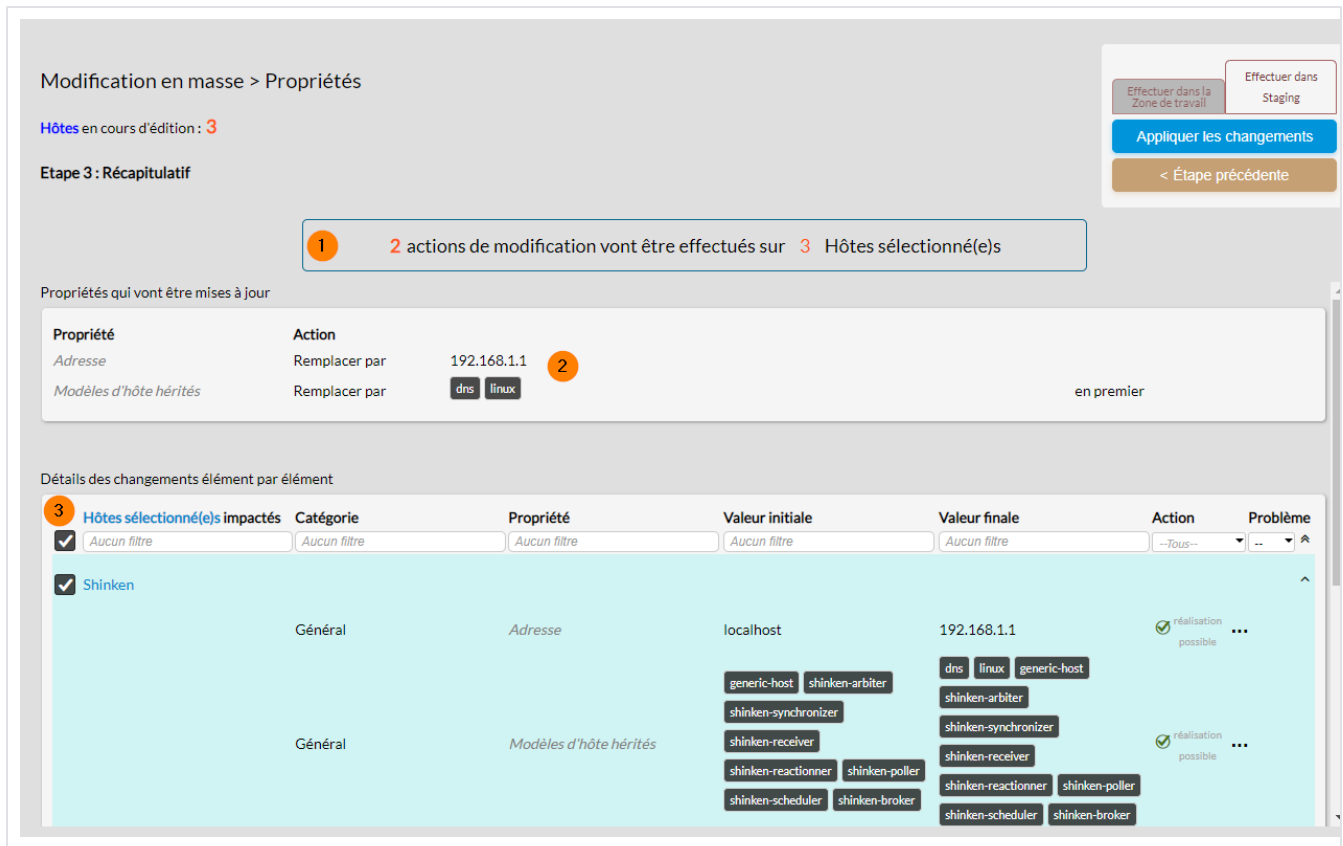 Modification en masse > Propriétés
Effectuer dans la
Zone de travail
Effectuer dans
Staging
Hôtes en cours d'édition : 3
Appliquer les changements
Etape 3 : Récapitulatif
< Étape précédente
1
2 actions de modification vont être effectués sur 3 Hôtes sélectionné(e)s
Propriétés qui vont être mises à jour
Propriété Action
Adresse Remplacer par 192.168.1.1 2
Modèles d'hôte hérités Remplacer par dns linux en premier
Détails des changements élément par élément
3 Hôtes sélectionné(e)s impactés Catégorie Propriété Valeur initiale Valeur finale Action Problème
Aucun filtre Aucun filtre Aucun filtre Aucun filtre Aucun filtre --Tous-- --
Shinken
Général Adresse localhost 192.168.1.1 réalisation possible ...
Général Modèles d'hôte hérités
generic-host shinken-arbiter
shinken-synchronizer
shinken-receiver
shinken-reactionner shinken-poller
shinken-scheduler shinken-broker
dns linux generic-host
shinken-arbiter
shinken-synchronizer
shinken-receiver
shinken-reactionner shinken-poller
shinken-scheduler shinken-broker
réalisation possible ...